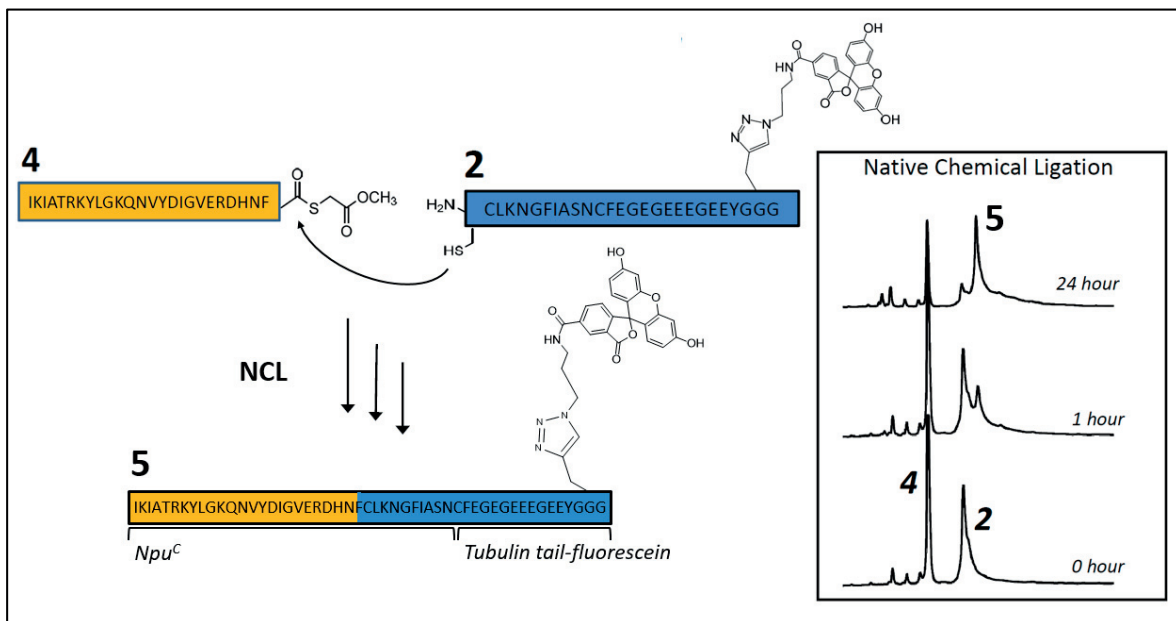 OH
O
O
HN
O
O
OH
N
N
N
4
2
O
S
OCH₃
O
H₂N
HS
IKIATRKYLGKQNVYDIGVERDHNF
CLKNGFIASNCFEGEGEEEGEEYGGG
Native Chemical Ligation
5
24 hour
1 hour
4
2
0 hour
HO
O
O
HN
O
O
OH
N
N
N
NCL
5
IKIATRKYLGKQNVYDIGVERDHNFCLKNGFIASNCFEGEGEEEGEEYGGG
Npuᶜ
Tubulin tail-fluorescein